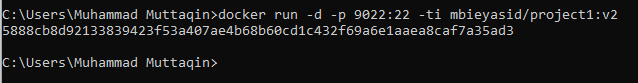 C:\Users\Muhammad Muttaqin>docker run -d -p 9022:22 -ti mbieyasid/project1:v2
5888cb8d92133839423f53a407ae4b68b60cd1c432f69a6e1aaea8caf7a35ad3
C:\Users\Muhammad Muttaqin>